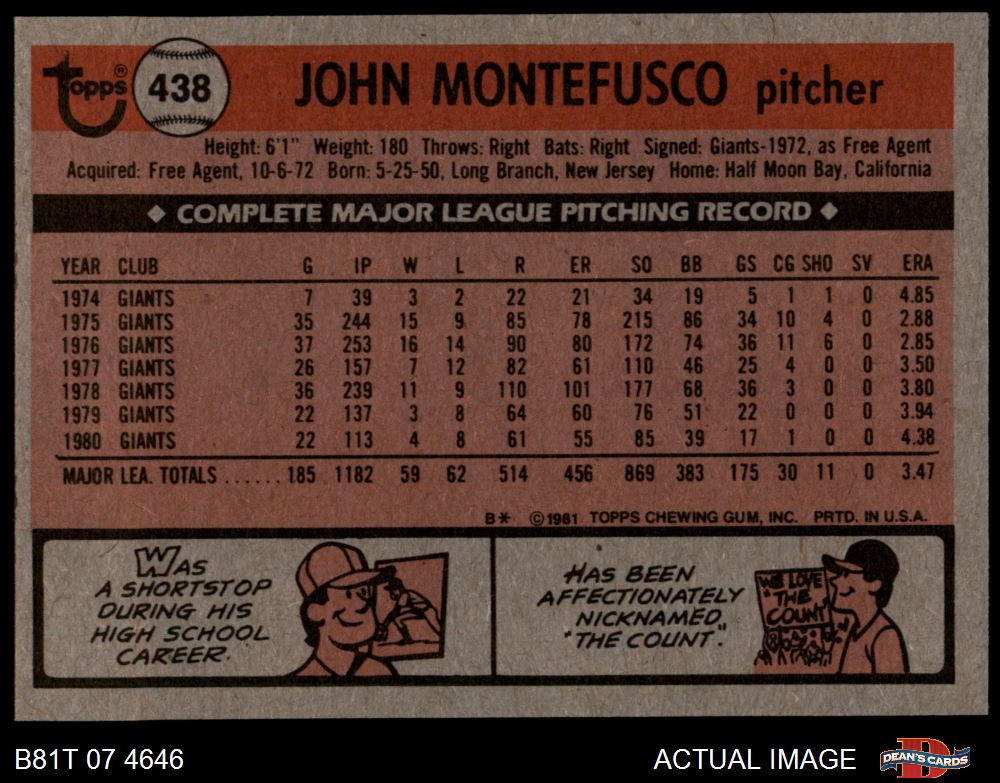 Topps® 438 JOHN MONTEFUSCO pitcher
Height: 6'1" Weight: 180 Throws: Right Bats: Right Signed: Giants-1972, as Free Agent
Acquired: Free Agent, 10-6-72 Born: 5-25-50, Long Branch, New Jersey Home: Half Moon Bay, California
◆ COMPLETE MAJOR LEAGUE PITCHING RECORD ◆
YEAR CLUB G IP W L R ER SO BB GS CG SHO SV ERA
1974 GIANTS 7 39 3 2 22 21 34 19 5 1 1 0 4.85
1975 GIANTS 35 244 15 9 85 78 215 86 34 10 4 0 2.88
1976 GIANTS 37 253 16 14 90 80 172 74 36 11 6 0 2.85
1977 GIANTS 26 157 7 12 82 61 110 46 25 4 0 0 3.50
1978 GIANTS 36 239 11 9 110 101 177 68 36 3 0 0 3.80
1979 GIANTS 22 137 3 8 64 60 76 51 22 0 0 0 3.94
1980 GIANTS 22 113 4 8 61 55 85 39 17 1 0 0 4.38
MAJOR LEA. TOTALS ...... 185 1182 59 62 514 456 869 383 175 30 11 0 3.47
B* ©1981 TOPPS CHEWING GUM, INC. PRTD. IN U.S.A.
WAS
A SHORTSTOP
DURING HIS
HIGH SCHOOL
CAREER.
HAS BEEN
AFFECTIONATELY
NICKNAMED,
"THE COUNT".
WE LOVE
"THE
COUNT"
B81T 07 4646
ACTUAL IMAGE
D
DEAN'S CARDS